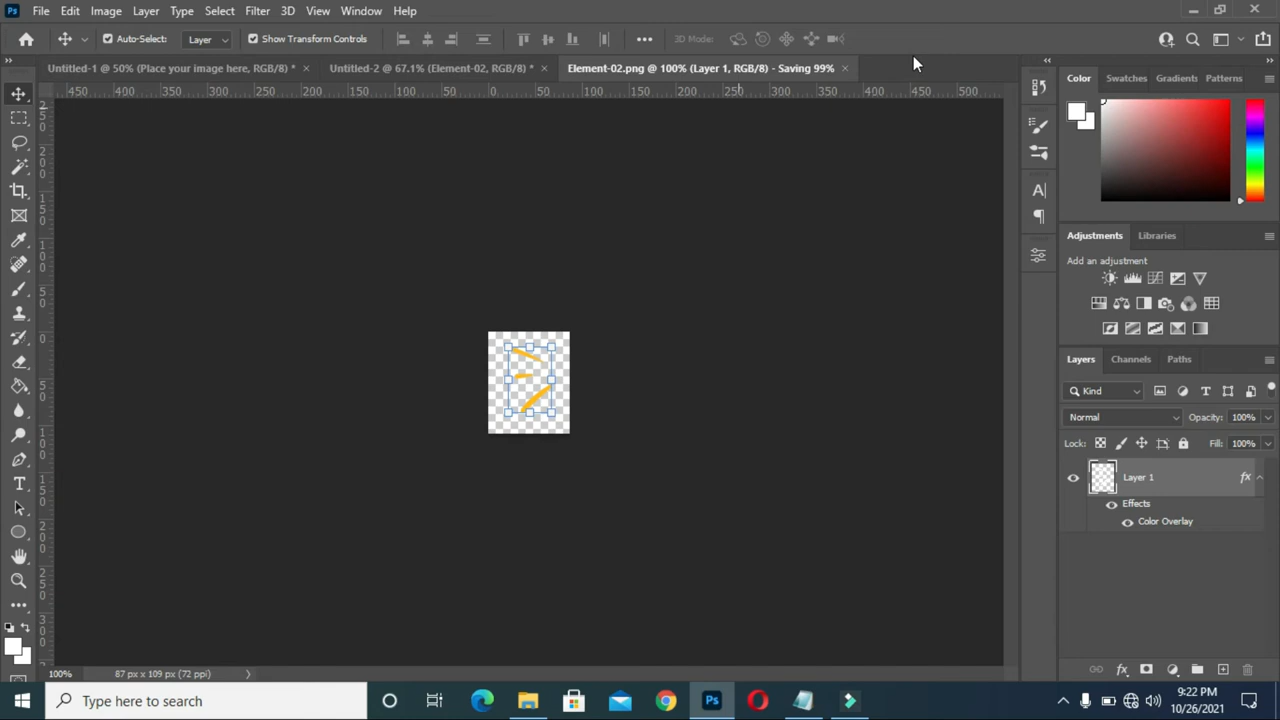 Ps File Edit Image Layer Type Select Filter 3D View Window Help
Auto-Select: Layer Show Transform Controls ••• 3D Mode:
Untitled-1 @ 50% (Place your image here, RGB/8) * × Untitled-2 @ 67.1% (Element-02, RGB/8) * × Element-02.png @ 100% (Layer 1, RGB/8) - Saving 99% ×
Color Swatches Gradients Patterns
450 400 350 300 250 200 150 100 50 0 50 100 150 200 250 300 350 400 450 500
Adjustments Libraries
Add an adjustment
Layers Channels Paths
Kind
Normal Opacity: 100%
Lock: Fill: 100%
Layer 1 fx
Effects
Color Overlay
100% 87 px x 109 px (72 ppi)
Type here to search
Ps
9:22 PM
10/26/2021